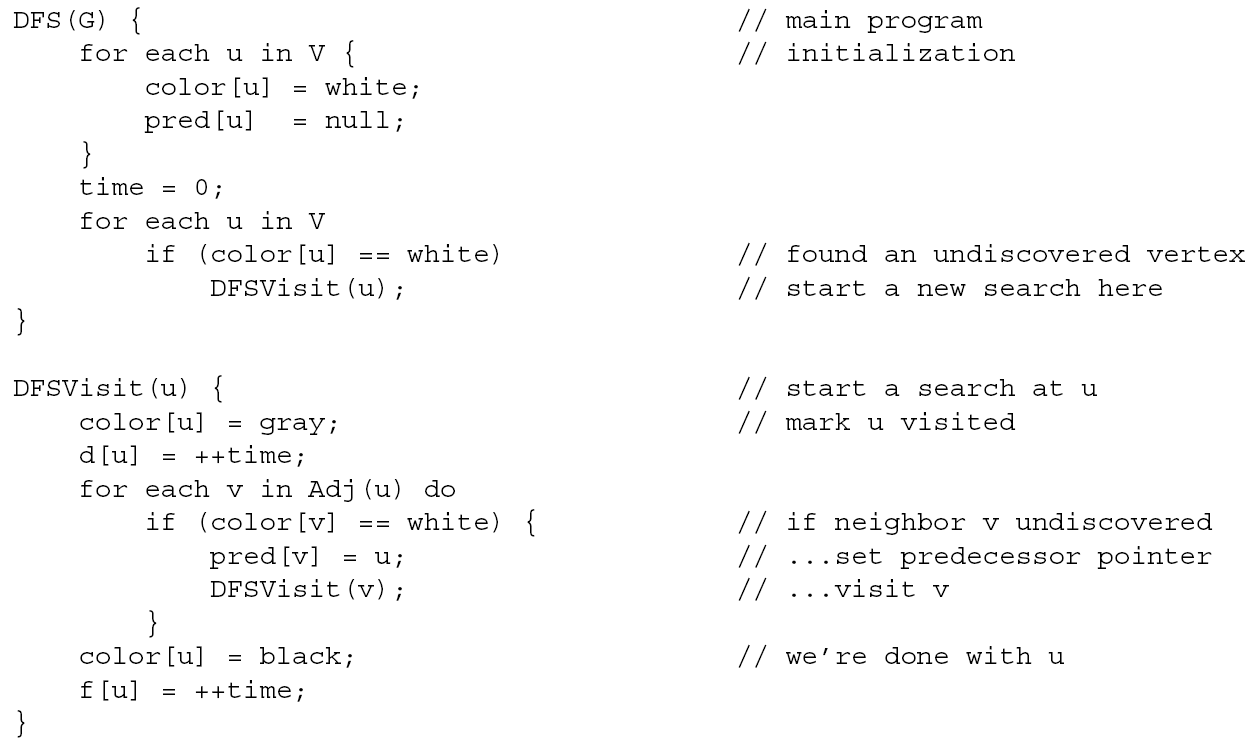 DFS(G) { // main program
    for each u in V { // initialization
        color[u] = white;
        pred[u]  = null;
    }
    time = 0;
    for each u in V
        if (color[u] == white) // found an undiscovered vertex
            DFSVisit(u); // start a new search here
}
DFSVisit(u) { // start a search at u
    color[u] = gray; // mark u visited
    d[u] = ++time;
    for each v in Adj(u) do
        if (color[v] == white) { // if neighbor v undiscovered
            pred[v] = u; // ...set predecessor pointer
            DFSVisit(v); // ...visit v
        }
    color[u] = black; // we're done with u
    f[u] = ++time;
}